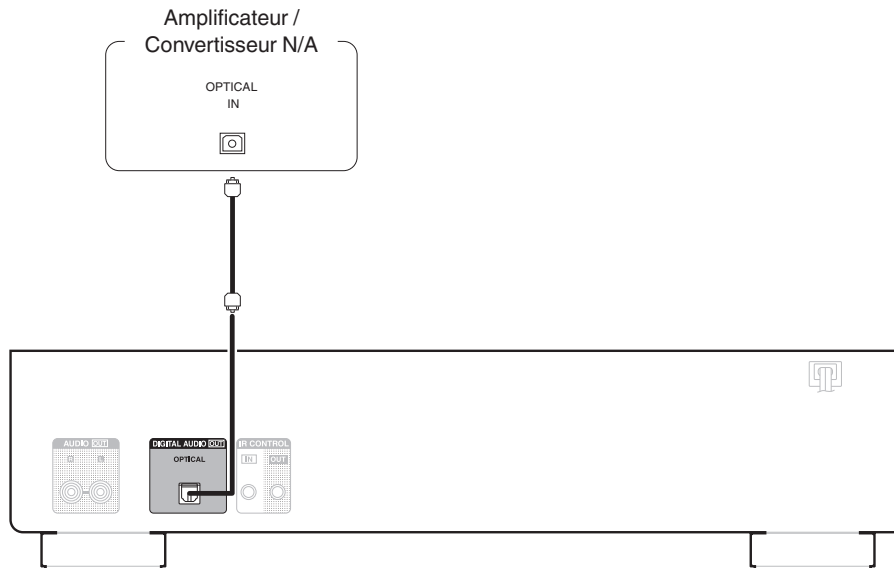 Amplificateur /
Convertisseur N/A
OPTICAL
IN
AUDIO OUT
DIGITAL AUDIO OUT
IR CONTROL
OPTICAL
IN
OUT